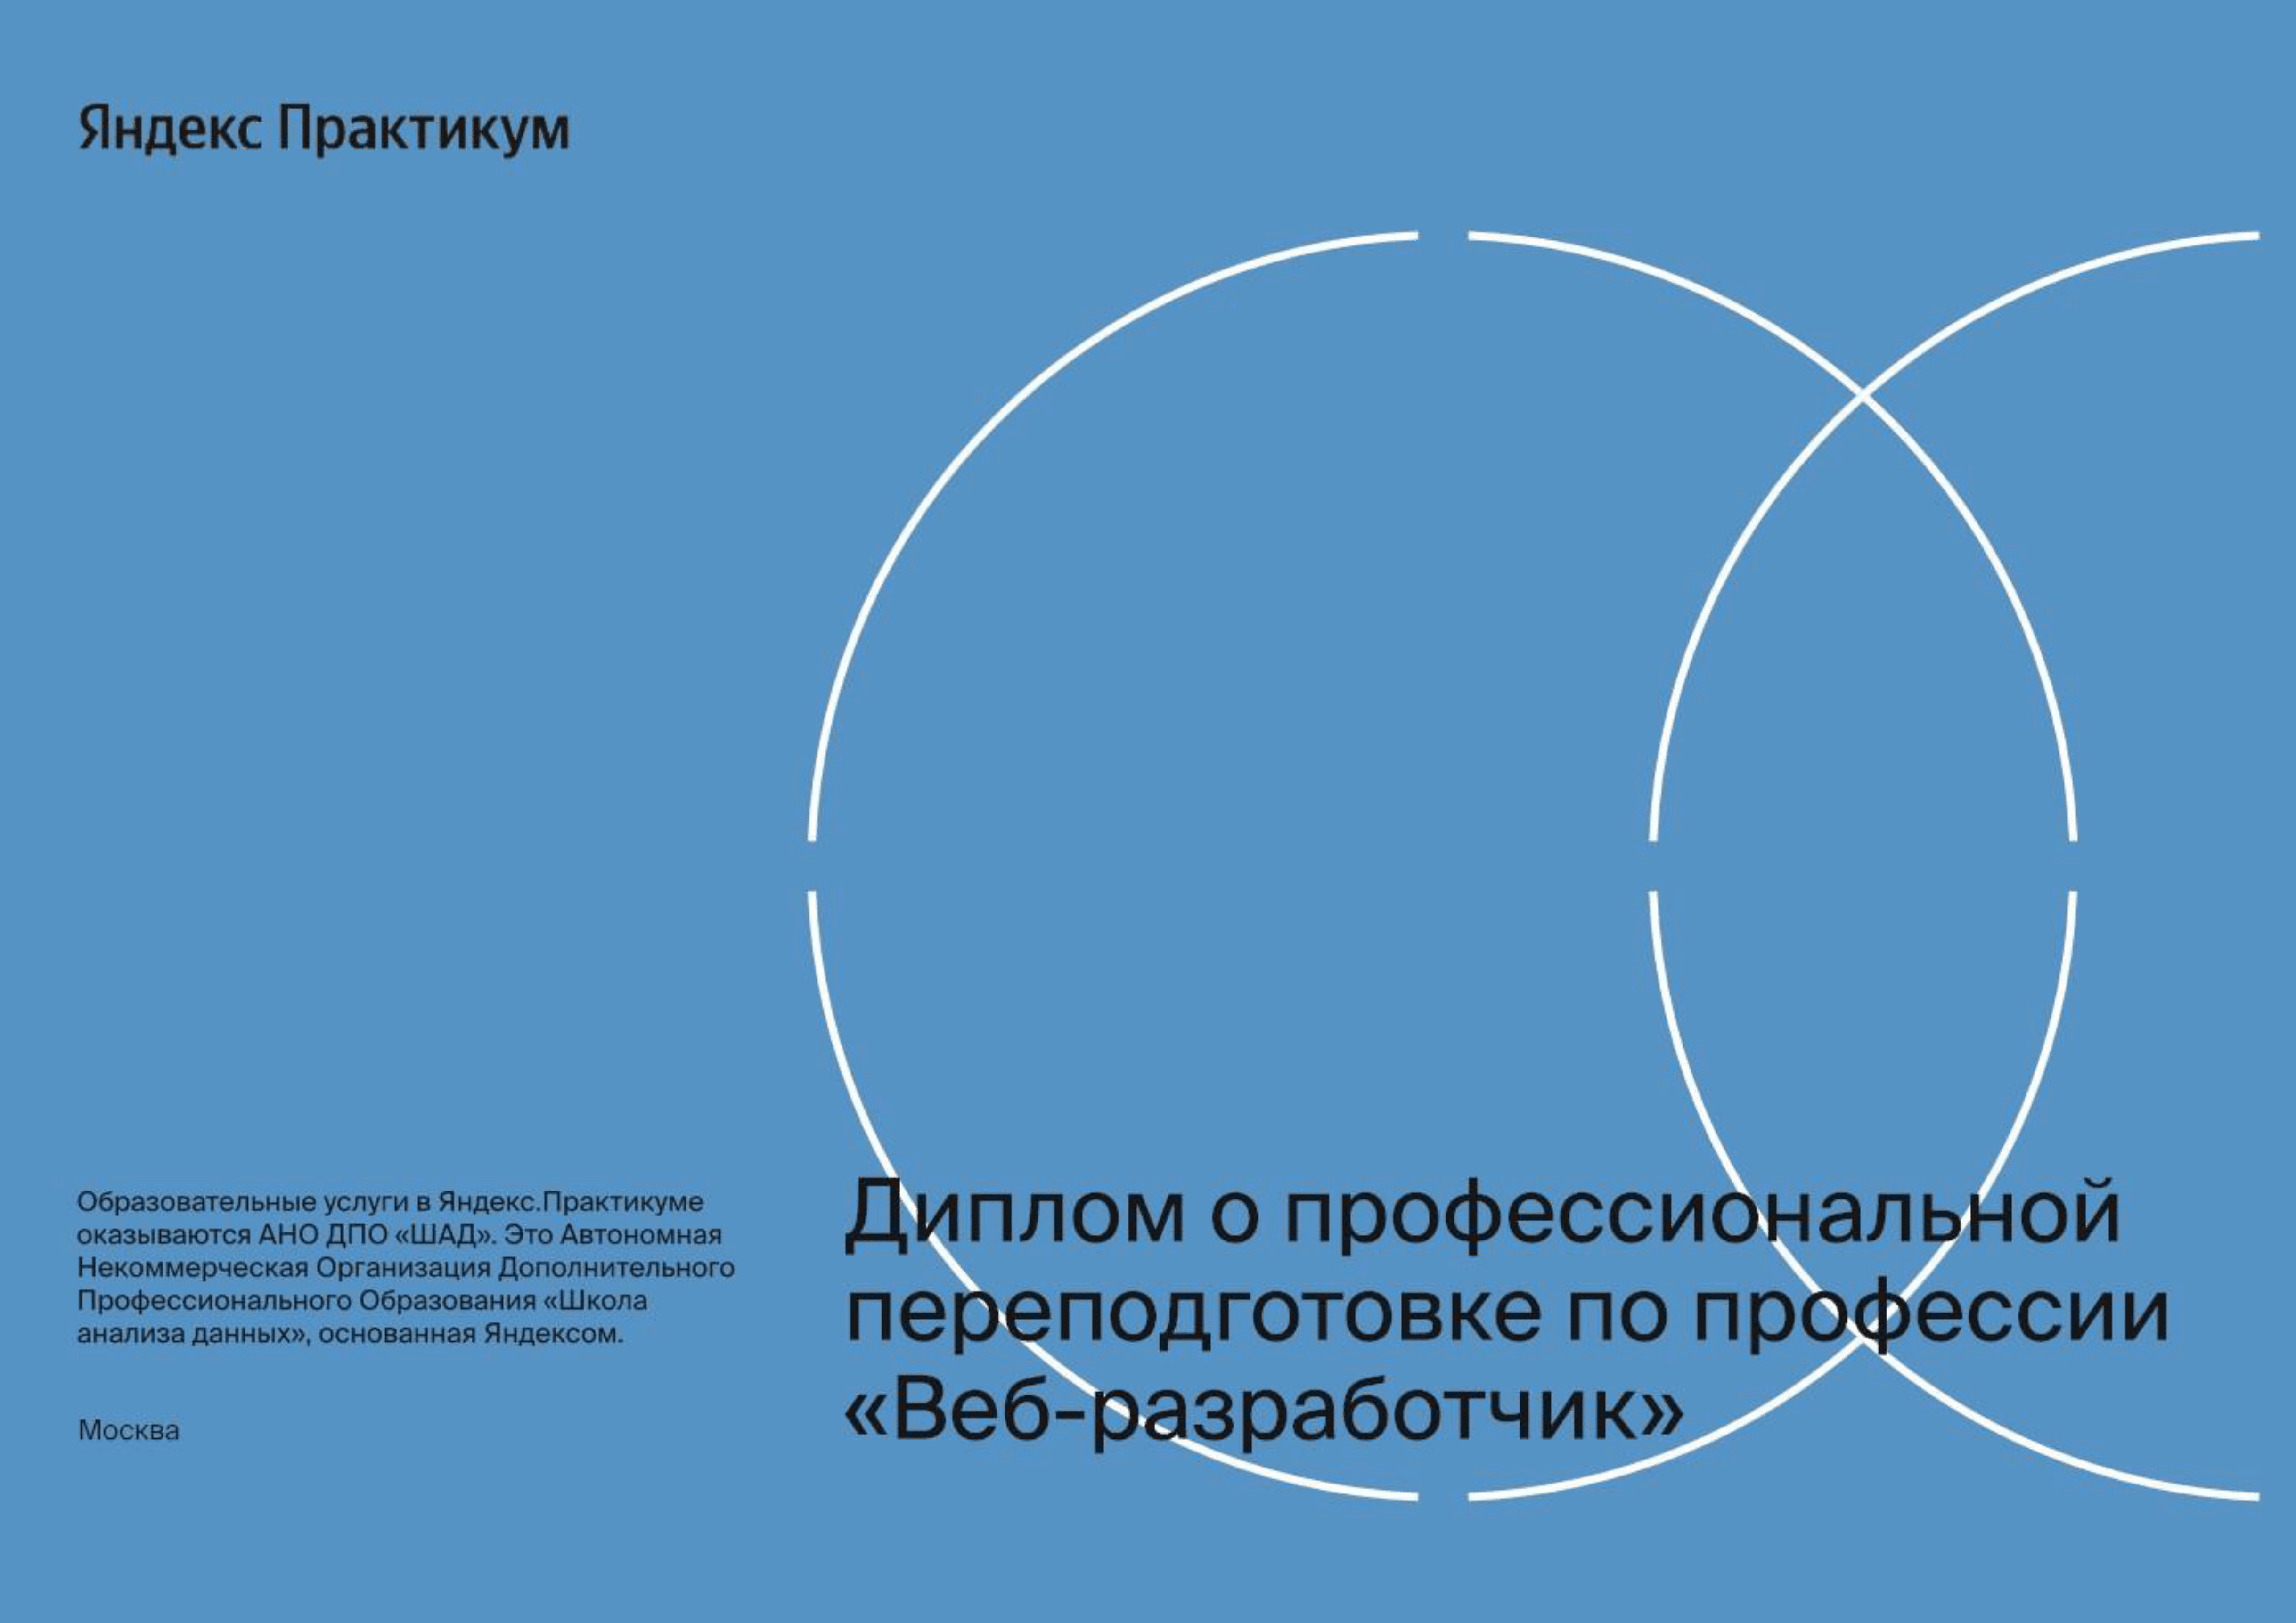 Яндекс Практикум
Образовательные услуги в Яндекс.Практикуме
оказываются АНО ДПО «ШАД». Это Автономная
Некоммерческая Организация Дополнительного
Профессионального Образования «Школа
анализа данных», основанная Яндексом.
Москва
Диплом о профессиональной
переподготовке по профессии
«Веб-разработчик»